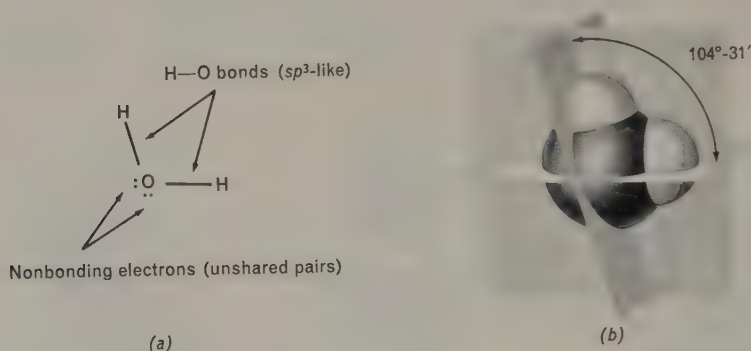 H—O bonds (sp³-like)
104°-31′
H
:O—H
..
Nonbonding electrons (unshared pairs)
(a)
(b)